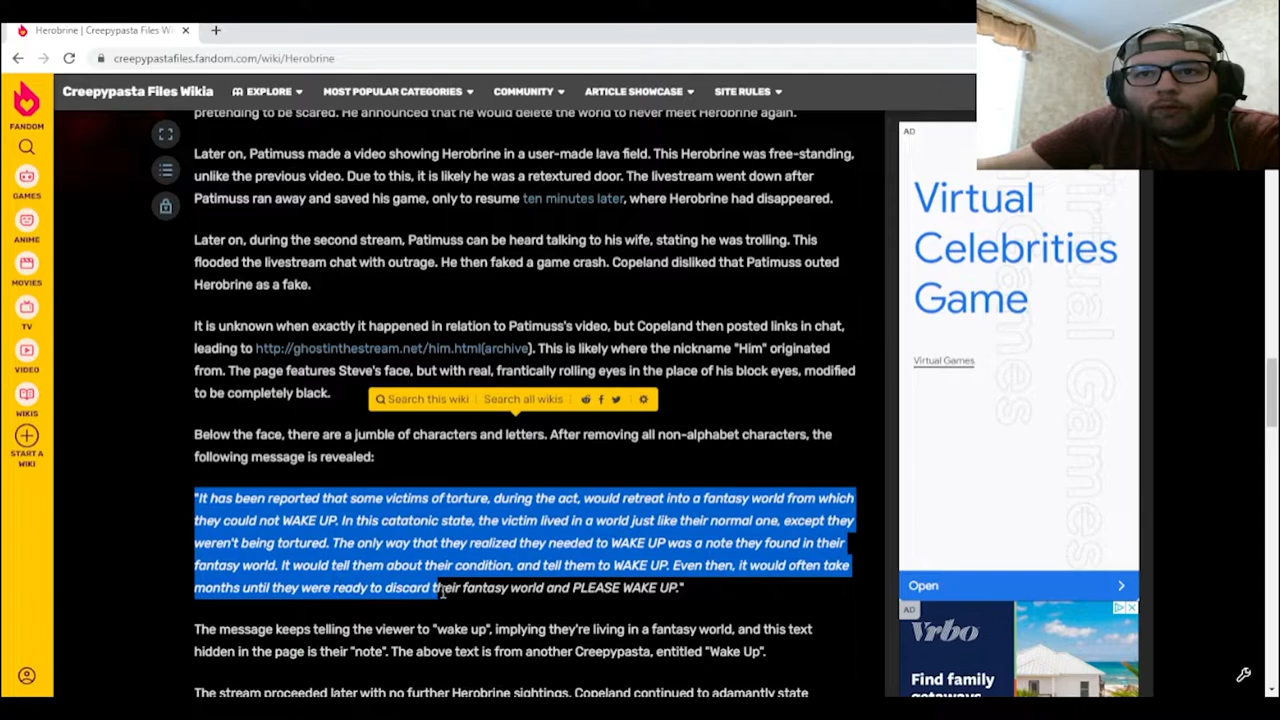 Herobrine | Creepypasta Files Wi
creepypastafiles.fandom.com/wiki/Herobrine
FANDOM
GAMES
ANIME
MOVIES
TV
VIDEO
WIKIS
START A
WIKI
Creepypasta Files Wikia
EXPLORE
MOST POPULAR CATEGORIES
COMMUNITY
ARTICLE SHOWCASE
SITE RULES
pretending to be scared. He announced that he would delete the world to never meet Herobrine again.
Later on, Patimuss made a video showing Herobrine in a user-made lava field. This Herobrine was free-standing,
unlike the previous video. Due to this, it is likely he was a retextured door. The livestream went down after
Patimuss ran away and saved his game, only to resume ten minutes later, where Herobrine had disappeared.
Later on, during the second stream, Patimuss can be heard talking to his wife, stating he was trolling. This
flooded the livestream chat with outrage. He then faked a game crash. Copeland disliked that Patimuss outed
Herobrine as a fake.
It is unknown when exactly it happened in relation to Patimuss's video, but Copeland then posted links in chat,
leading to http://ghostinthestream.net/him.html(archive). This is likely where the nickname "Him" originated
from. The page features Steve's face, but with real, frantically rolling eyes in the place of his block eyes, modified
to be completely black.
Search this wiki
Search all wikis
Below the face, there are a jumble of characters and letters. After removing all non-alphabet characters, the
following message is revealed:
"It has been reported that some victims of torture, during the act, would retreat into a fantasy world from which
they could not WAKE UP. In this catatonic state, the victim lived in a world just like their normal one, except they
weren't being tortured. The only way that they realized they needed to WAKE UP was a note they found in their
fantasy world. It would tell them about their condition, and tell them to WAKE UP. Even then, it would often take
months until they were ready to discard their fantasy world and PLEASE WAKE UP."
The message keeps telling the viewer to "wake up", implying they're living in a fantasy world, and this text
hidden in the page is their "note". The above text is from another Creepypasta, entitled "Wake Up".
The stream proceeded later with no further Herobrine sightings. Copeland continued to adamantly state
AD
Virtual
Celebrities
Game
Virtual Games
Open
AD
Vrbo
Find family
getaways